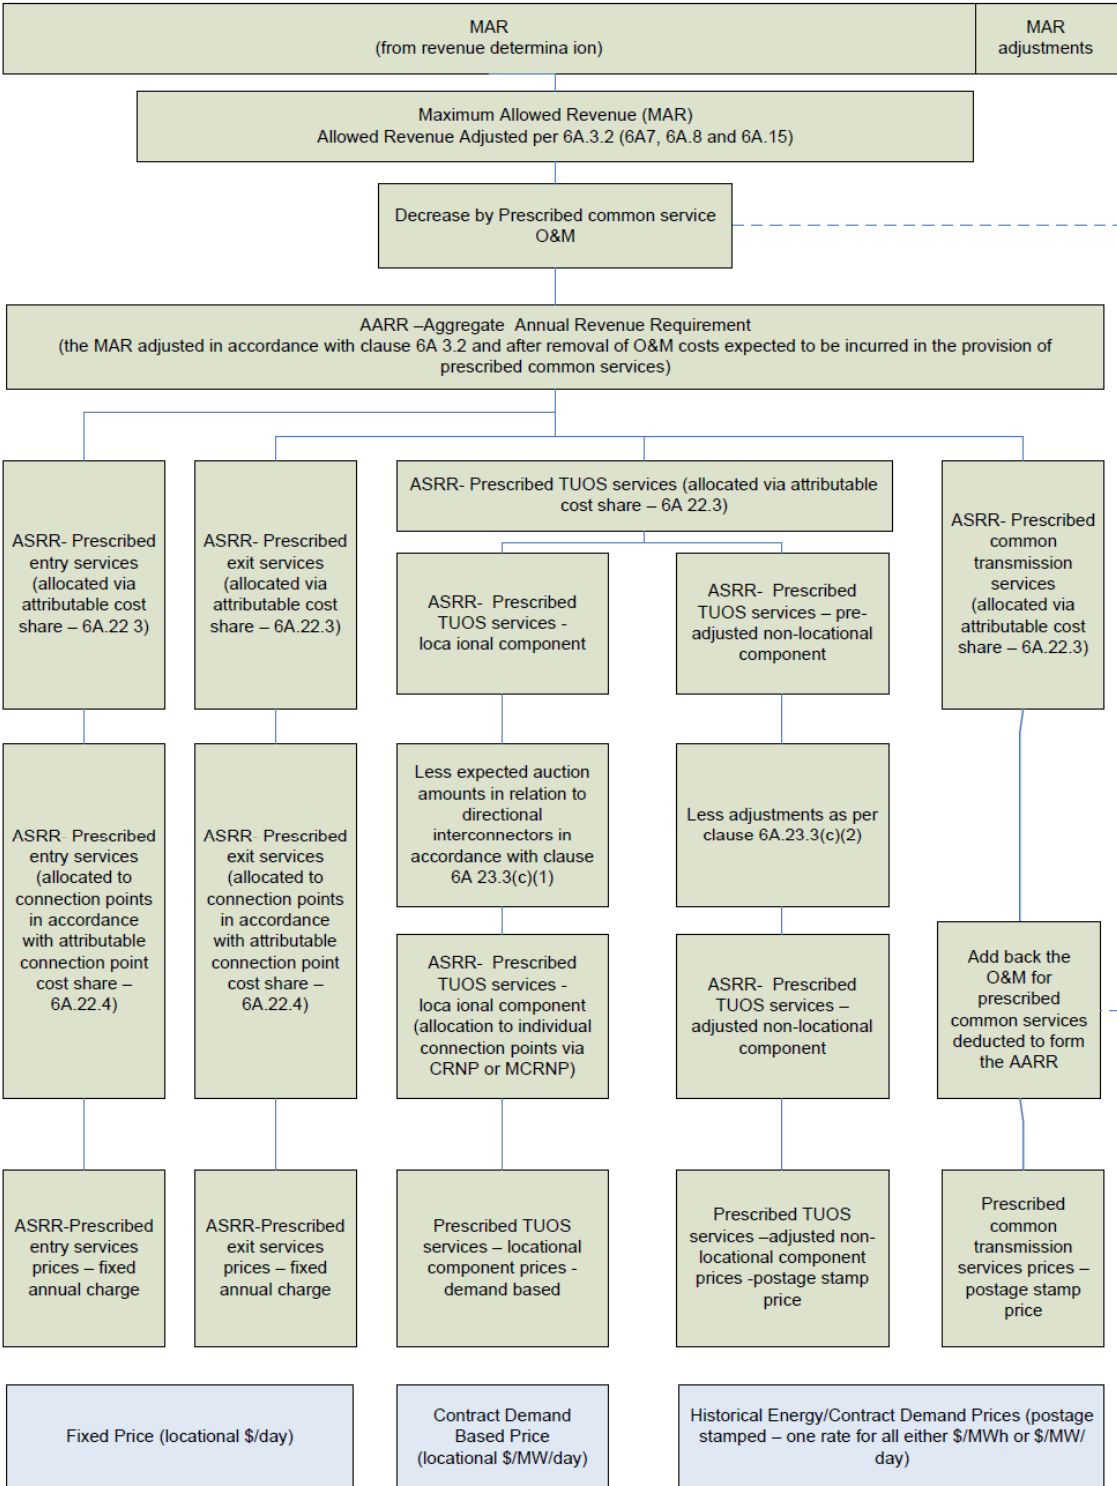 MAR
(from revenue determina ion)
MAR
adjustments
Maximum Allowed Revenue (MAR)
Allowed Revenue Adjusted per 6A.3.2 (6A7, 6A.8 and 6A.15)
Decrease by Prescribed common service
O&M
AARR –Aggregate Annual Revenue Requirement
(the MAR adjusted in accordance with clause 6A 3.2 and after removal of O&M costs expected to be incurred in the provision of
prescribed common services)
ASRR- Prescribed
entry services
(allocated via
attributable cost
share – 6A.22 3)
ASRR- Prescribed
exit services
(allocated via
attributable cost
share – 6A.22.3)
ASRR- Prescribed TUOS services (allocated via attributable
cost share – 6A 22.3)
ASRR- Prescribed
TUOS services -
loca ional component
ASRR- Prescribed
TUOS services – pre-
adjusted non-locational
component
ASRR- Prescribed
common
transmission
services
(allocated via
attributable cost
share – 6A.22.3)
ASRR- Prescribed
entry services
(allocated to
connection points
in accordance
with attributable
connection point
cost share –
6A.22.4)
ASRR- Prescribed
exit services
(allocated to
connection points
in accordance
with attributable
connection point
cost share –
6A.22.4)
Less expected auction
amounts in relation to
directional
interconnectors in
accordance with clause
6A 23.3(c)(1)
Less adjustments as per
clause 6A.23.3(c)(2)
ASRR- Prescribed
TUOS services -
loca ional component
(allocation to individual
connection points via
CRNP or MCRNP)
ASRR- Prescribed
TUOS services –
adjusted non-locational
component
Add back the
O&M for
prescribed
common services
deducted to form
the AARR
ASRR-Prescribed
entry services
prices – fixed
annual charge
ASRR-Prescribed
exit services
prices – fixed
annual charge
Prescribed TUOS
services – locational
component prices -
demand based
Prescribed TUOS
services –adjusted non-
locational component
prices -postage stamp
price
Prescribed
common
transmission
services prices –
postage stamp
price
Fixed Price (locational $/day)
Contract Demand
Based Price
(locational $/MW/day)
Historical Energy/Contract Demand Prices (postage
stamped – one rate for all either $/MWh or $/MW/
day)